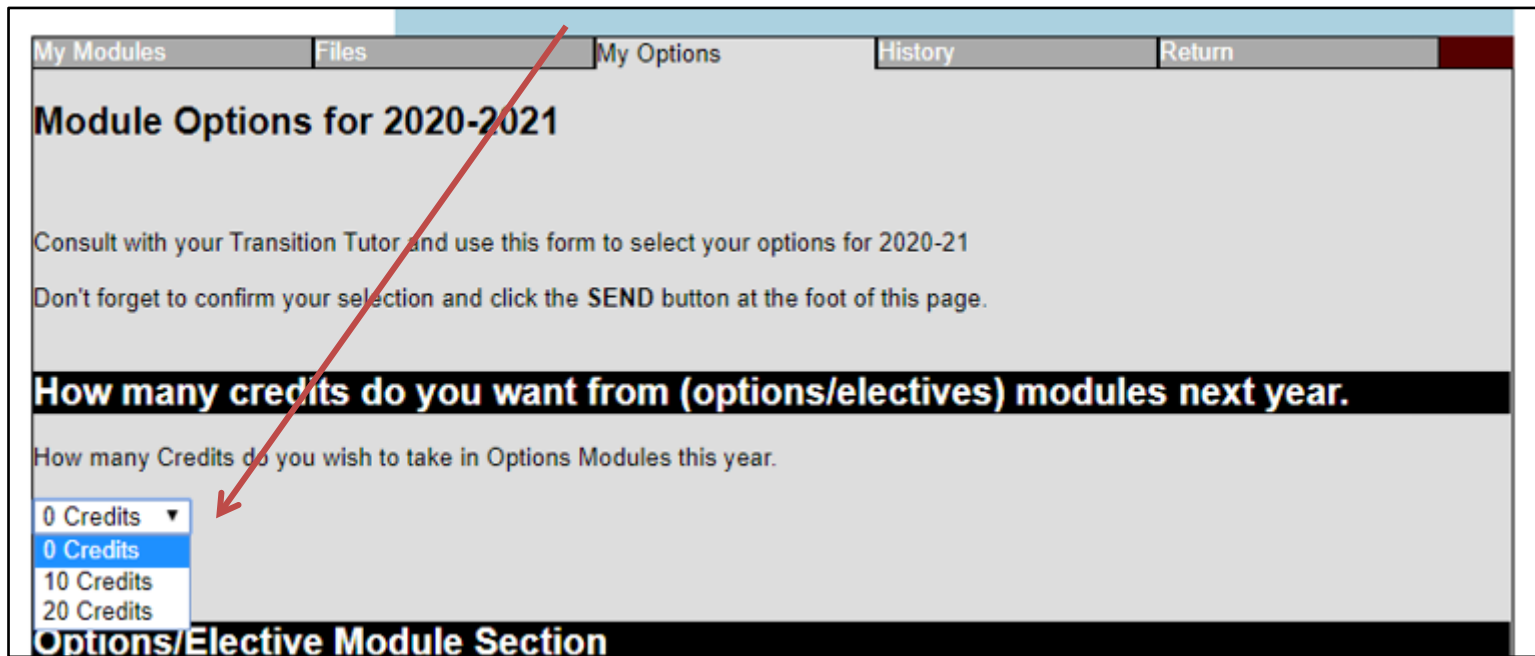 My Modules Files My Options History Return
Module Options for 2020-2021
Consult with your Transition Tutor and use this form to select your options for 2020-21
Don't forget to confirm your selection and click the SEND button at the foot of this page.
How many credits do you want from (options/electives) modules next year.
How many Credits do you wish to take in Options Modules this year.
0 Credits
0 Credits
10 Credits
20 Credits
Options/Elective Module Section